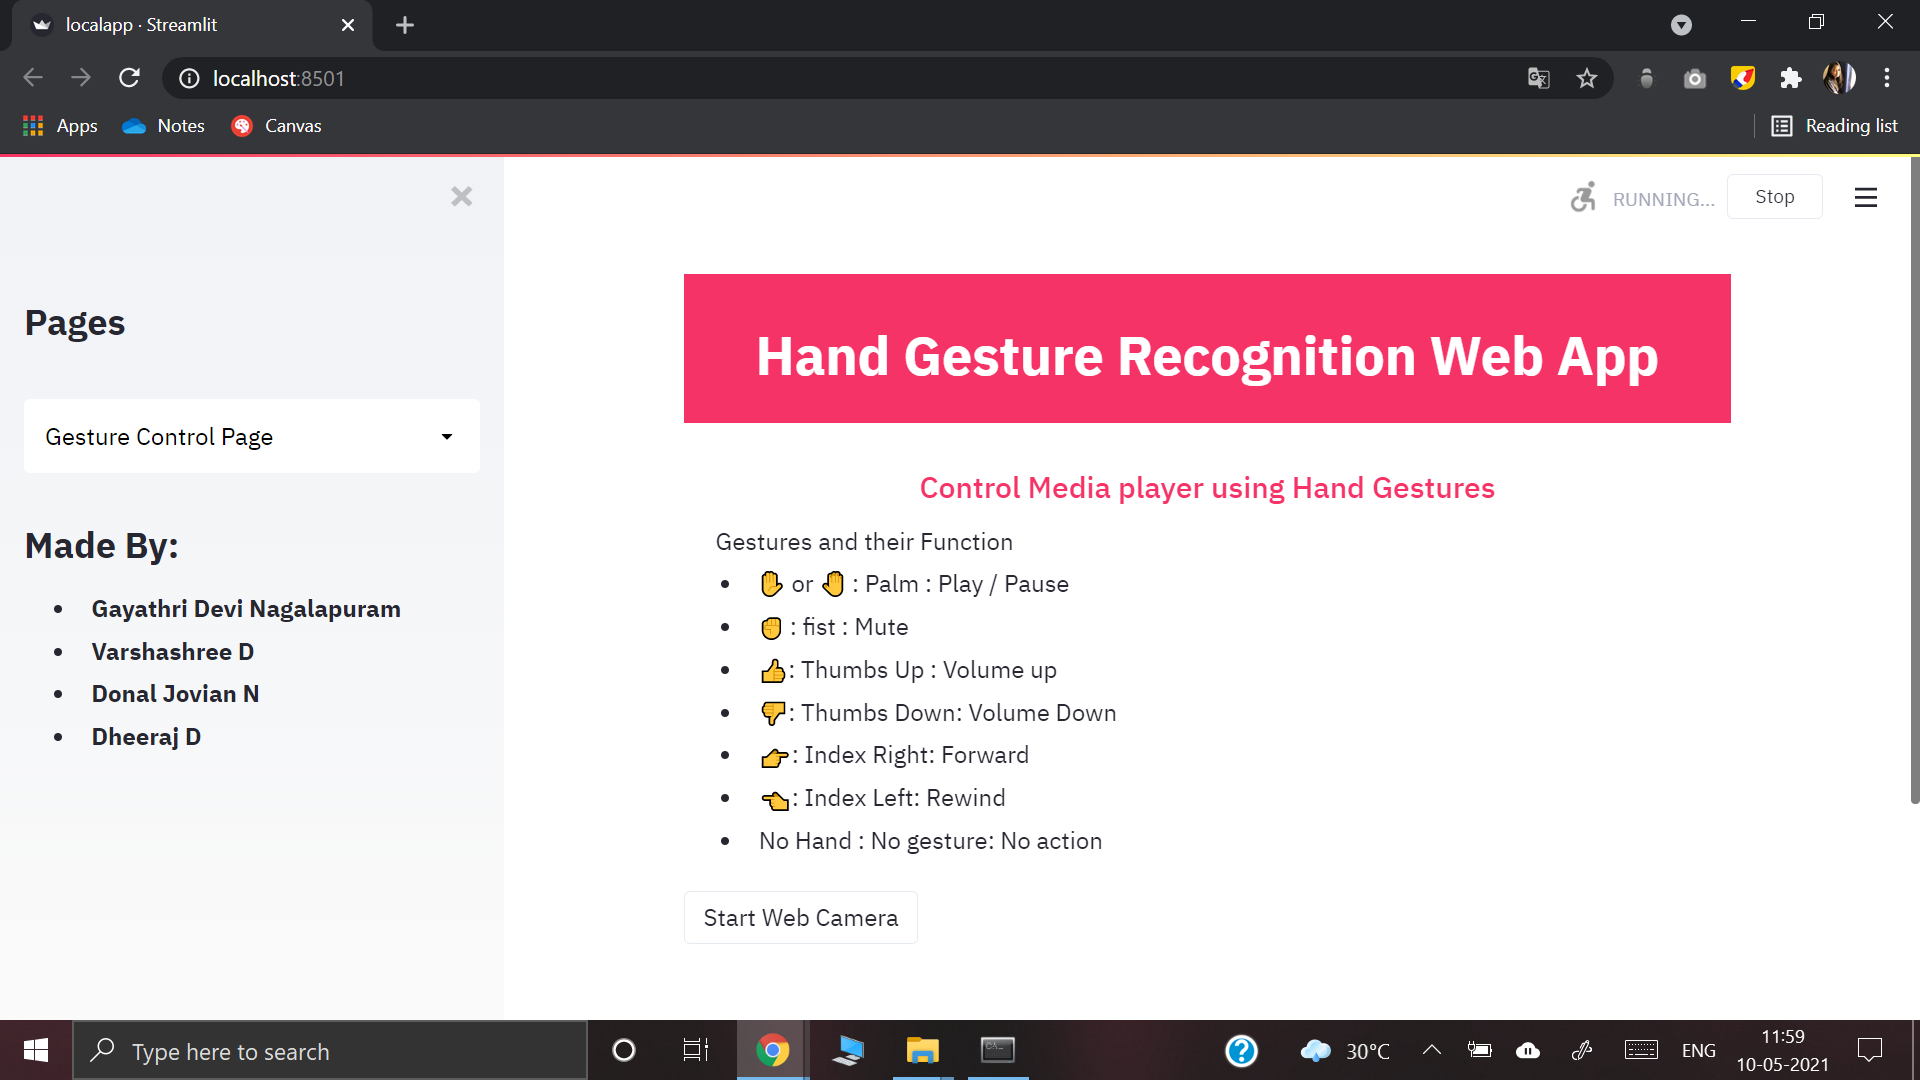 localapp · Streamlit
localhost:8501
Apps Notes Canvas Reading list
RUNNING... Stop
Pages
Gesture Control Page
Made By:
Gayathri Devi Nagalapuram
Varshashree D
Donal Jovian N
Dheeraj D
Hand Gesture Recognition Web App
Control Media player using Hand Gestures
Gestures and their Function
✋ or 🤚 : Palm : Play / Pause
✊ : fist : Mute
👍: Thumbs Up : Volume up
👎: Thumbs Down: Volume Down
👉: Index Right: Forward
👈: Index Left: Rewind
No Hand : No gesture: No action
Start Web Camera
Type here to search
30°C
ENG
11:59
10-05-2021